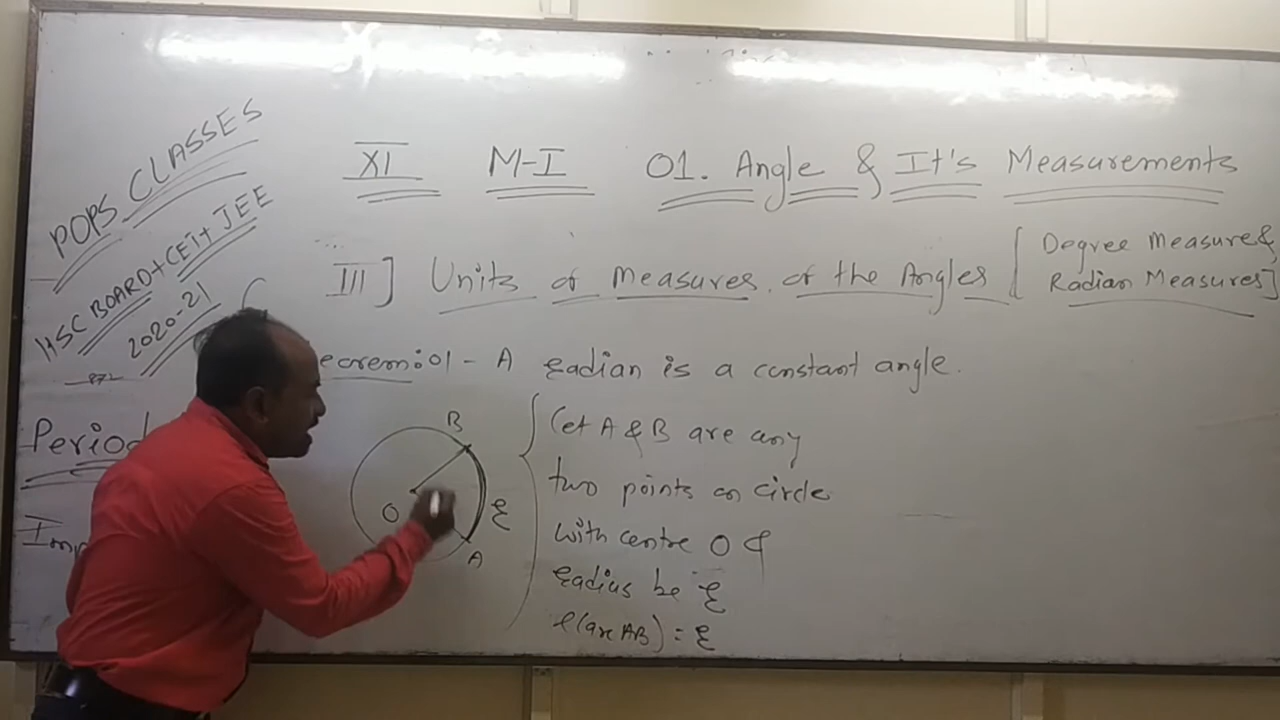 POPS CLASSES
HSC BOARD+CET+JEE
2020-21
XI M-I 01. Angle & It's Measurements
III] Units of Measures of the Angles [Degree Measure &
Radian Measures]
eorem:01 - A radian is a constant angle.
Period
Imp
B
O
r
A
Let A & B are any
two points on circle
with centre O &
radius be r
l(arc AB) = r